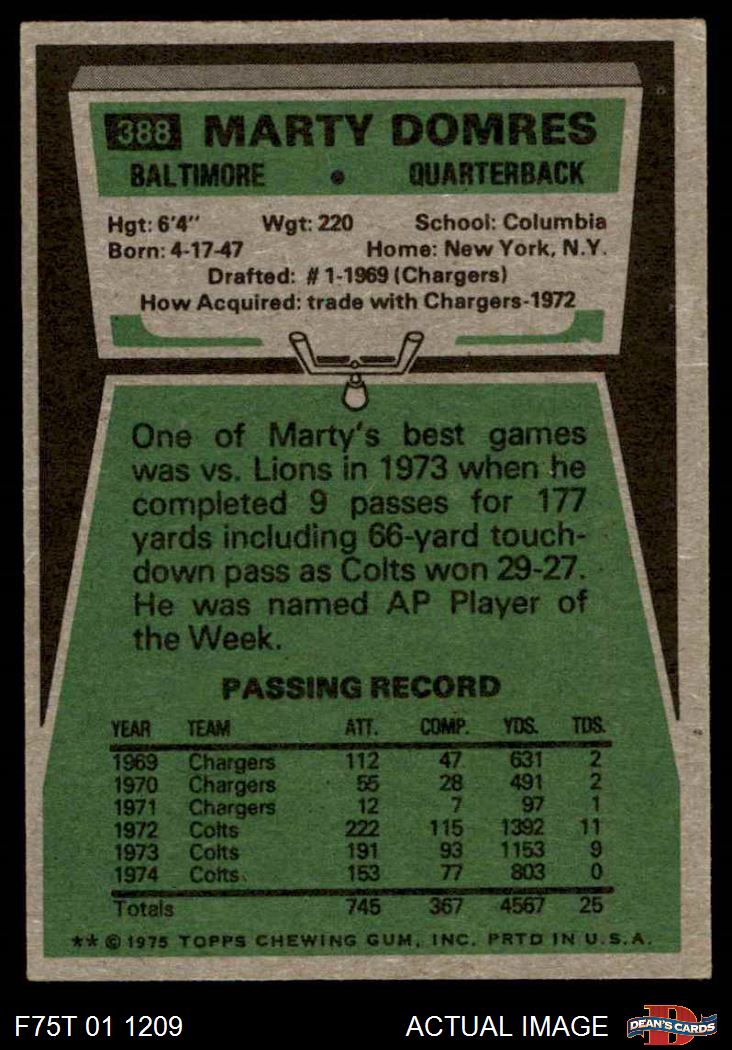 388 MARTY DOMRES
BALTIMORE • QUARTERBACK
Hgt: 6'4" Wgt: 220 School: Columbia
Born: 4-17-47 Home: New York, N.Y.
Drafted: #1-1969 (Chargers)
How Acquired: trade with Chargers-1972
One of Marty's best games
was vs. Lions in 1973 when he
completed 9 passes for 177
yards including 66-yard touch-
down pass as Colts won 29-27.
He was named AP Player of
the Week.
PASSING RECORD
YEAR TEAM ATT. COMP. YDS. TDS.
1969 Chargers 112 47 631 2
1970 Chargers 55 28 491 2
1971 Chargers 12 7 97 1
1972 Colts 222 115 1392 11
1973 Colts 191 93 1153 9
1974 Colts 153 77 803 0
Totals 745 367 4567 25
** © 1975 TOPPS CHEWING GUM, INC. PRTD IN U.S.A.
F75T 01 1209 ACTUAL IMAGE D DEAN'S CARDS